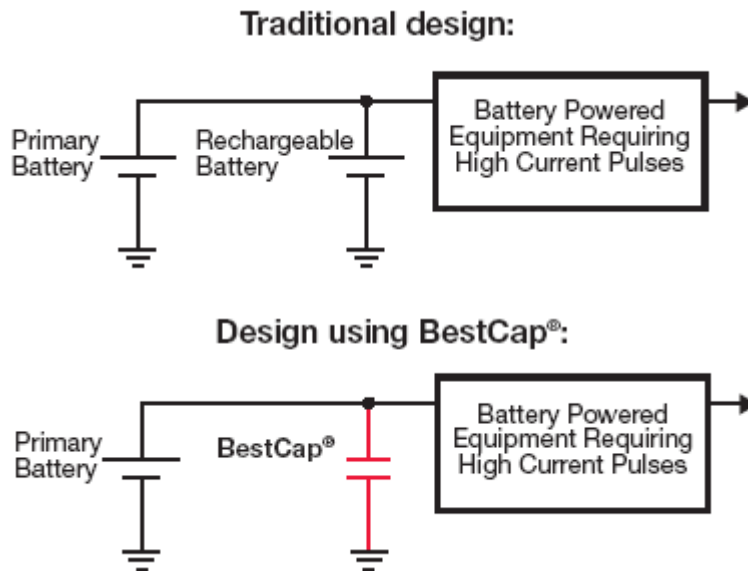 Traditional design:
Primary
Battery
Rechargeable
Battery
Battery Powered
Equipment Requiring
High Current Pulses
Design using BestCap®:
Primary
Battery
BestCap®
Battery Powered
Equipment Requiring
High Current Pulses